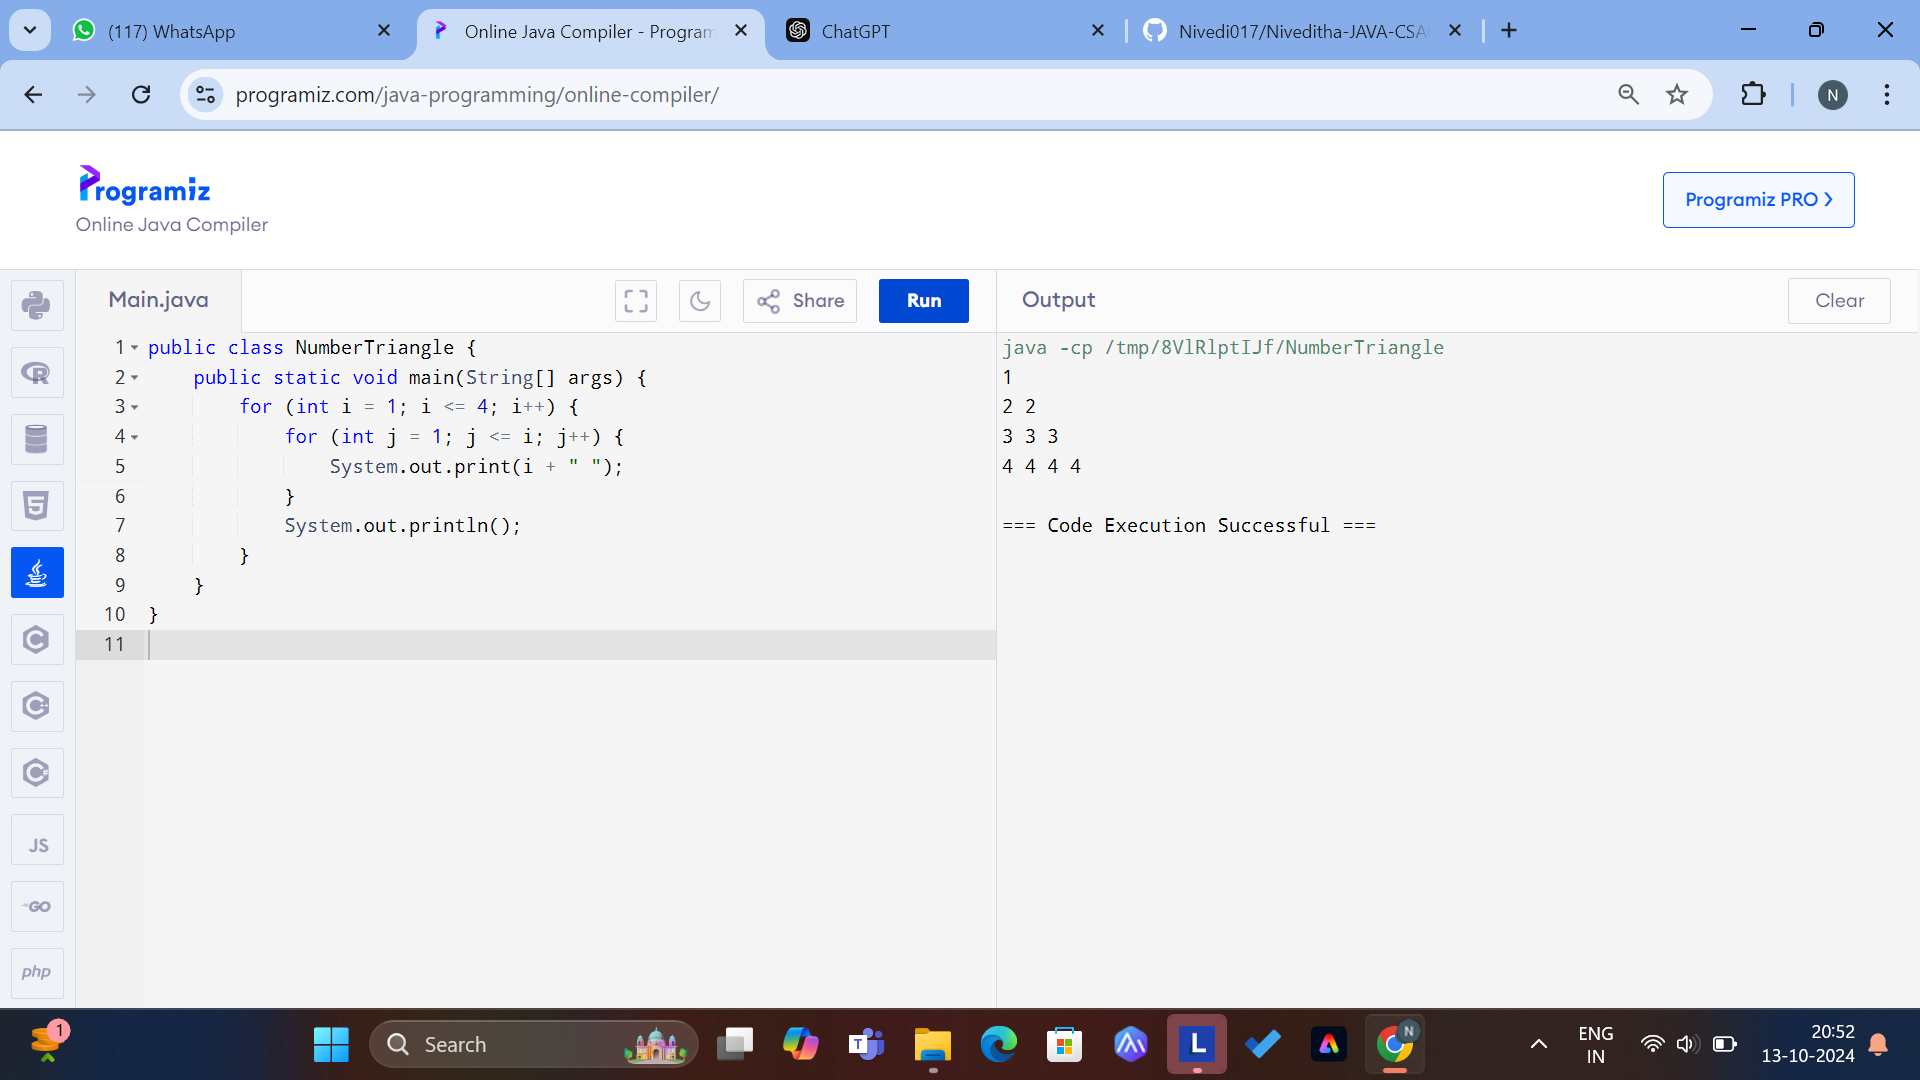 (117) WhatsApp
Online Java Compiler - Program
ChatGPT
Nivedi017/Niveditha-JAVA-CSA
programiz.com/java-programming/online-compiler/
N
Programiz
Online Java Compiler
Programiz PRO
Main.java
Share
Run
Output
Clear
1 public class NumberTriangle {
2     public static void main(String[] args) {
3         for (int i = 1; i <= 4; i++) {
4             for (int j = 1; j <= i; j++) {
5                 System.out.print(i + " ");
6             }
7             System.out.println();
8         }
9     }
10 }
11
java -cp /tmp/8VlRlptIJf/NumberTriangle
1
2 2
3 3 3
4 4 4 4
=== Code Execution Successful ===
R
5
C
C++
C#
JS
GO
php
1
Search
T
L
N
ENG
IN
20:52
13-10-2024